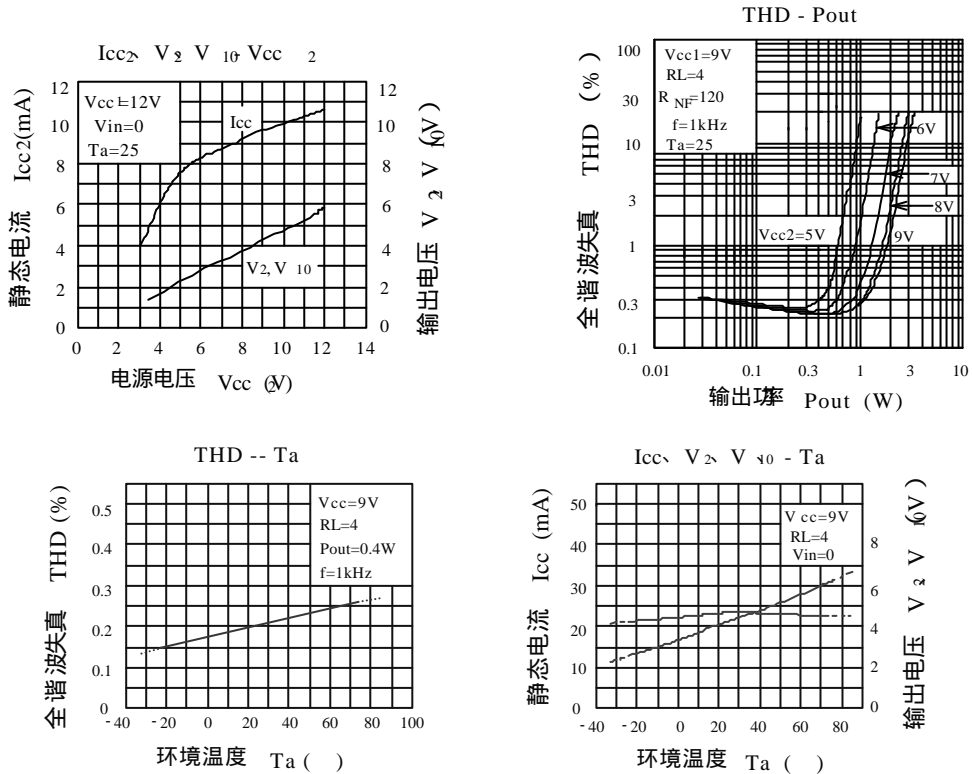 Icc2、V2、V10-Vcc2
Icc2(mA)
静态电流
12
10
8
6
4
2
0
Vcc1=12V
Vin=0
Ta=25
Icc
V2, V10
12
10
8
6
4
2
0
输出电压 V2、V10(V)
0 2 4 6 8 10 12 14
电源电压 Vcc2(V)
THD - Pout
全谐波失真 THD (%)
100
30
10
3
1
0.3
0.1
Vcc1=9V
RL=4
RNF=120
f=1kHz
Ta=25
6V
7V
8V
Vcc2=5V
9V
0.01 0.1 0.3 1 3 10
输出功率 Pout (W)
THD -- Ta
全谐波失真 THD (%)
0.5
0.4
0.3
0.2
0.1
0
Vcc=9V
RL=4
Pout=0.4W
f=1kHz
-40 -20 0 20 40 60 80 100
环境温度 Ta ( )
Icc、V2、V10 - Ta
静态电流 Icc (mA)
50
40
30
20
10
0
V cc=9V
RL=4
Vin=0
8
6
4
2
0
输出电压 V2、V10(V)
-40 -20 0 20 40 60 80
环境温度 Ta ( )